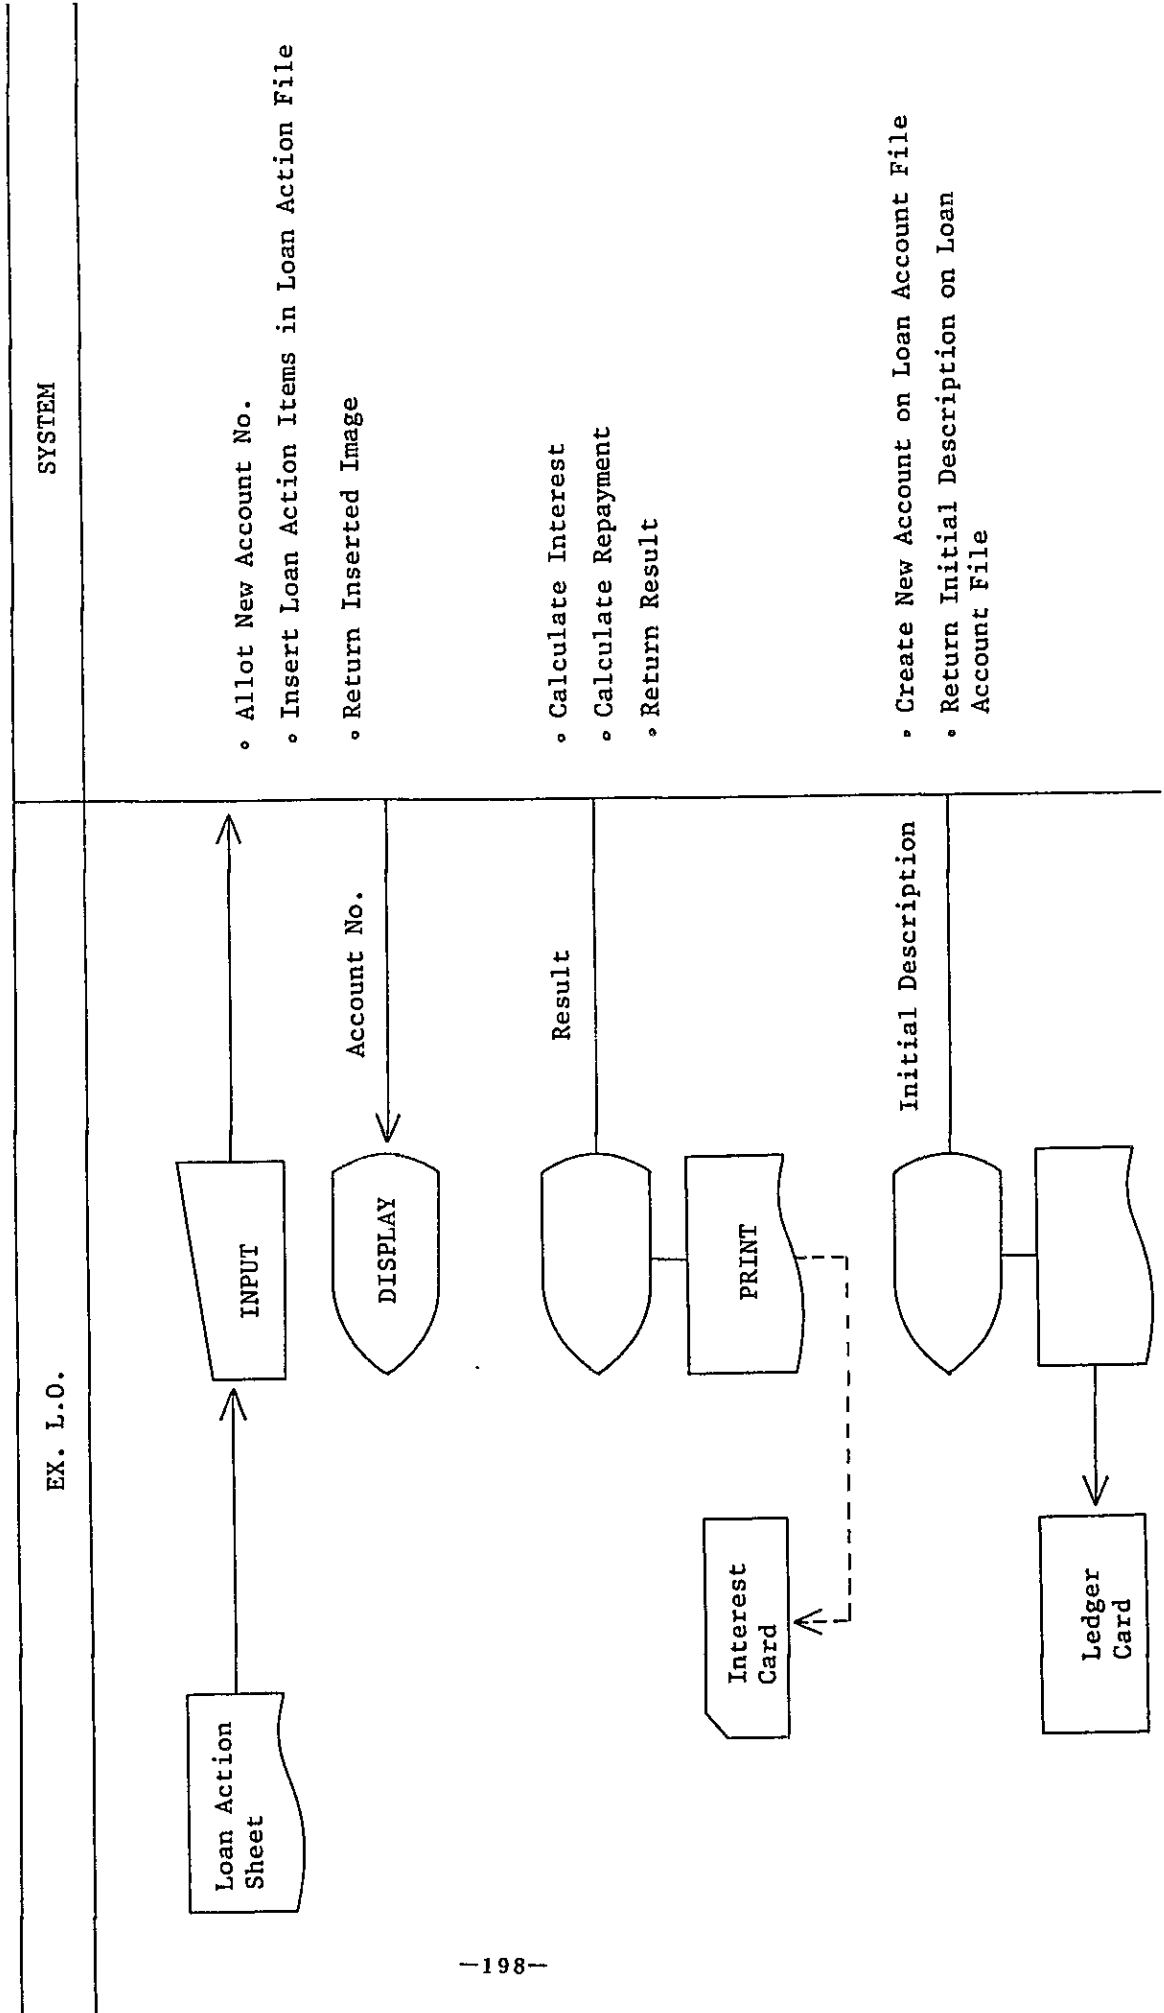 EX. L.O.
SYSTEM
Loan Action
Sheet
INPUT
• Allot New Account No.
• Insert Loan Action Items in Loan Action File
DISPLAY
Account No.
• Return Inserted Image
Result
• Calculate Interest
• Calculate Repayment
• Return Result
Interest
Card
PRINT
Initial Description
• Create New Account on Loan Account File
• Return Initial Description on Loan
Account File
Ledger
Card
—198—